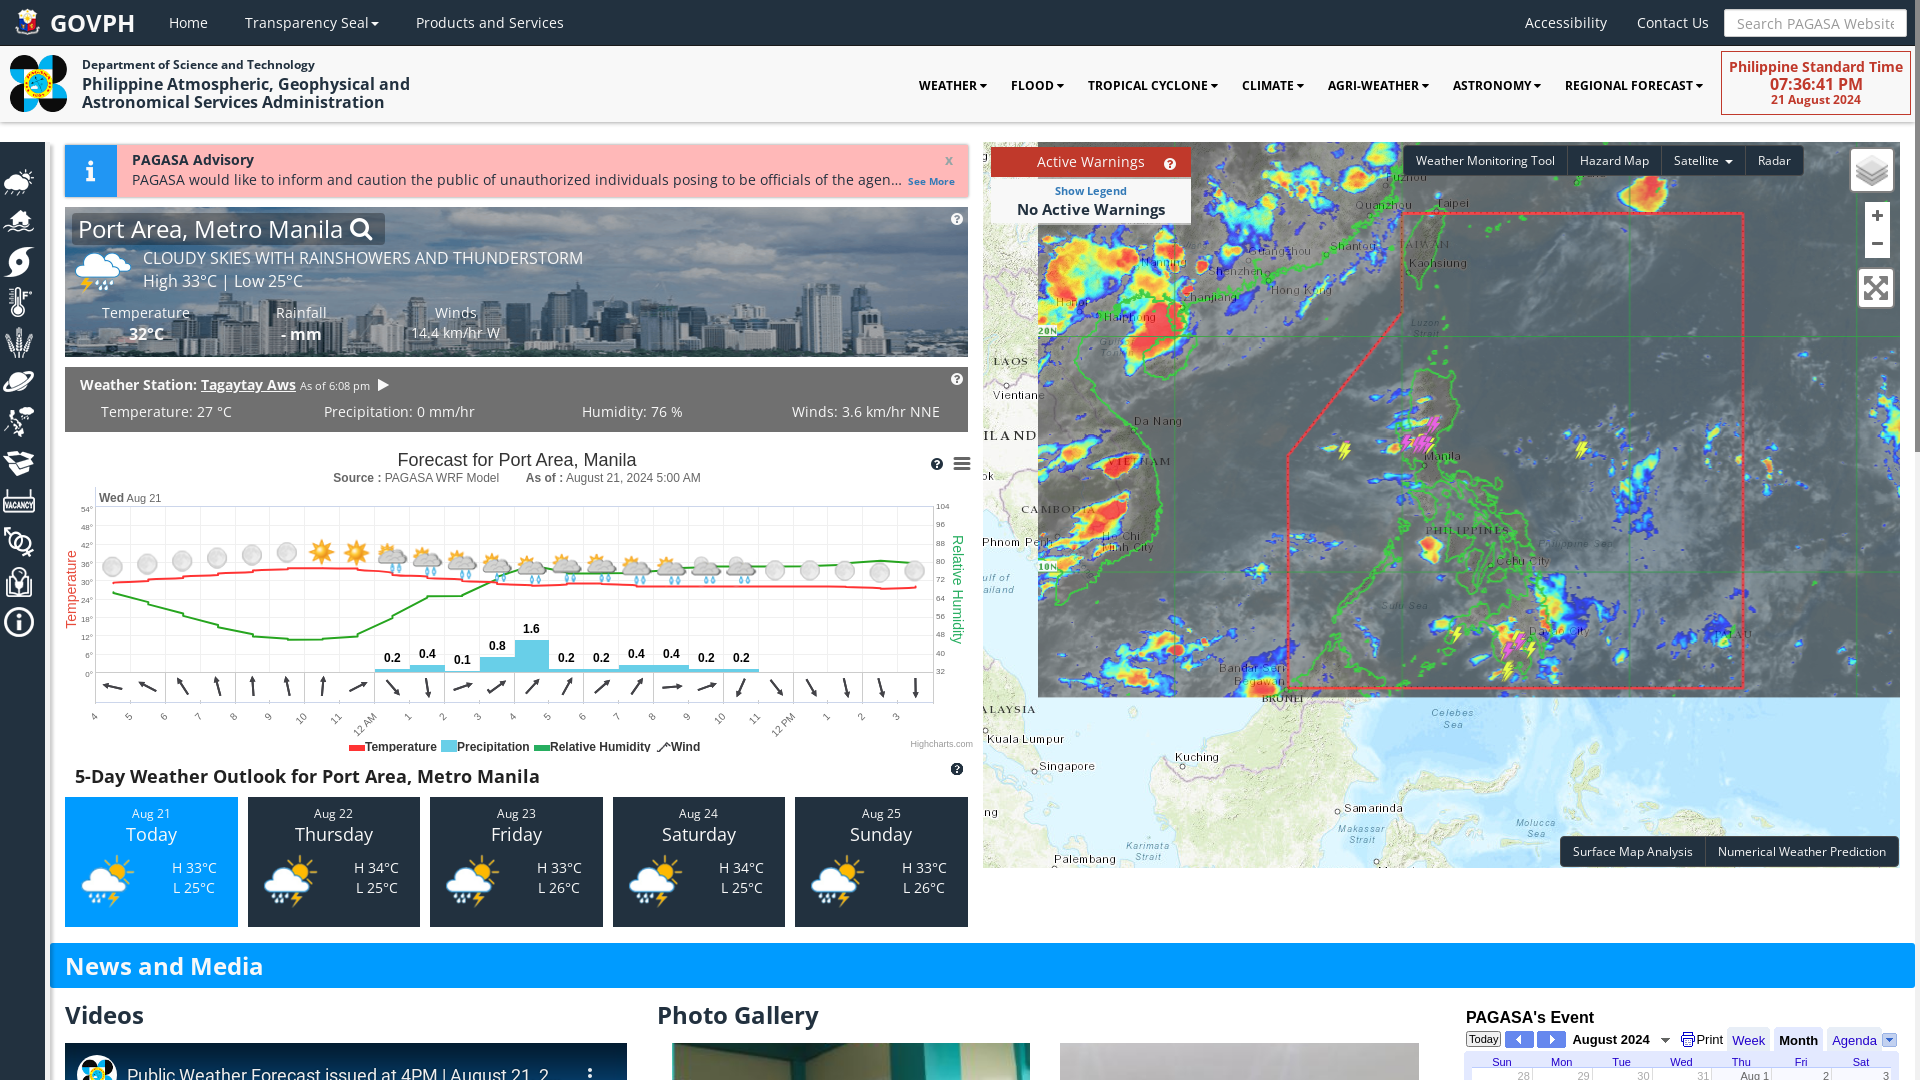 GOVPH
Home
Transparency Seal
Products and Services
Accessibility
Contact Us
Search PAGASA Website
Department of Science and Technology
Philippine Atmospheric, Geophysical and
Astronomical Services Administration
WEATHER
FLOOD
TROPICAL CYCLONE
CLIMATE
AGRI-WEATHER
ASTRONOMY
REGIONAL FORECAST
Philippine Standard Time
07:36:41 PM
21 August 2024
PAGASA Advisory
x
PAGASA would like to inform and caution the public of unauthorized individuals posing to be officials of the agen... See More
Port Area, Metro Manila
CLOUDY SKIES WITH RAINSHOWERS AND THUNDERSTORM
High 33°C | Low 25°C
Temperature Rainfall Winds
32°C - mm 14.4 km/hr W
Weather Station: Tagaytay Aws As of 6:08 pm
Temperature: 27 °C Precipitation: 0 mm/hr Humidity: 76 % Winds: 3.6 km/hr NNE
Forecast for Port Area, Manila
Source : PAGASA WRF Model As of : August 21, 2024 5:00 AM
Wed Aug 21
Temperature
54°
48°
42°
36°
30°
24°
18°
12°
6°
0°
104
96
88
80
72
64
56
48
40
32
Relative Humidity
0.2 0.4 0.1 0.8 1.6 0.2 0.2 0.4 0.4 0.2 0.2
4 5 6 7 8 9 10 11 12 AM 1 2 3 4 5 6 7 8 9 10 11 12 PM 1 2 3
Temperature Precipitation Relative Humidity Wind
Highcharts.com
5-Day Weather Outlook for Port Area, Metro Manila
Aug 21
Today
H 33°C
L 25°C
Aug 22
Thursday
H 34°C
L 25°C
Aug 23
Friday
H 33°C
L 26°C
Aug 24
Saturday
H 34°C
L 25°C
Aug 25
Sunday
H 33°C
L 26°C
Active Warnings
Show Legend
No Active Warnings
Weather Monitoring Tool
Hazard Map
Satellite
Radar
+
−
Fuzhou
Taipei
Quanzhou
Shantou
TAIWAN
Guangzhou
Kaohsiung
Nanning
Shenzhen
Hong Kong
Zhanjiang
Hanoi
Haiphong
Luzon
Strait
20N
LAOS
Vientiane
Da Nang
ILAND
VIETNAM
Manila
ok
CAMBODIA
PHILIPPINES
Phnom Penh
Ho Chi
Minh City
Philippine Sea
Cebu City
10N
ulf of
ailand
Sulu Sea
Davao City
PALAU
Bandar Seri
Begawan
BRUNEI
ALAYSIA
Celebes
Sea
Kuala Lumpur
Kuching
Singapore
Samarinda
ng
Makassar
Strait
Molucca
Sea
Karimata
Strait
Palembang
Surface Map Analysis
Numerical Weather Prediction
News and Media
Videos
Photo Gallery
PAGASA's Event
Public Weather Forecast issued at 4PM | August 21, 2...
Today
August 2024
Print
Week
Month
Agenda
Sun Mon Tue Wed Thu Fri Sat
28 29 30 31 Aug 1 2 3